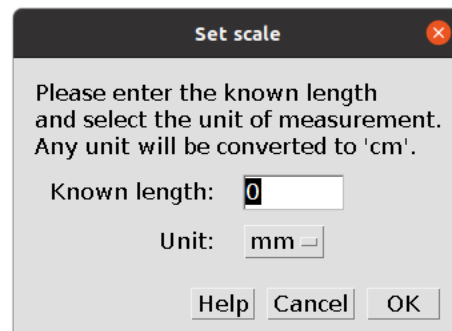 Set scale
Please enter the known length
and select the unit of measurement.
Any unit will be converted to 'cm'.
Known length: 0
Unit: mm
Help Cancel OK